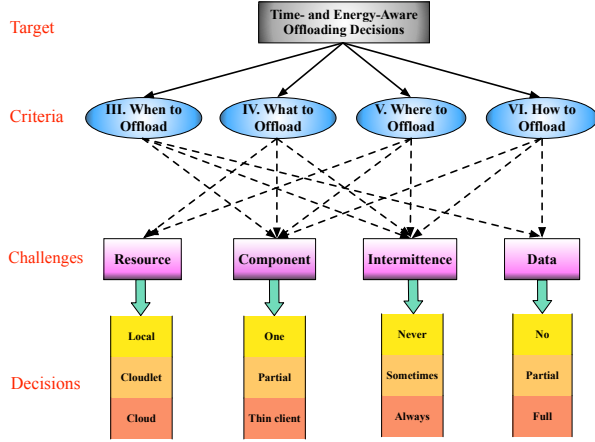 Target
Time- and Energy-Aware
Offloading Decisions
Criteria
III. When to
Offload
IV. What to
Offload
V. Where to
Offload
VI. How to
Offload
Challenges
Resource
Component
Intermittence
Data
Decisions
Local
Cloudlet
Cloud
One
Partial
Thin client
Never
Sometimes
Always
No
Partial
Full